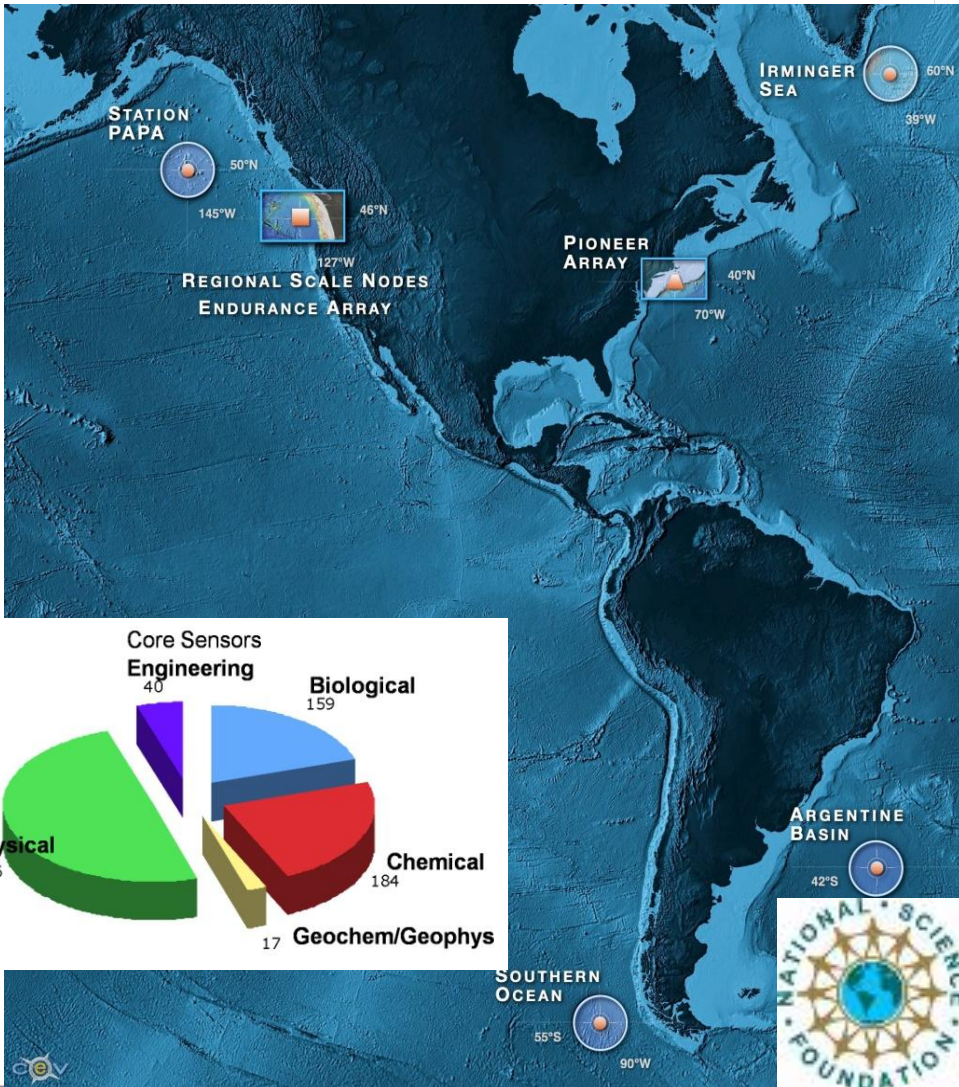 IRMINGER
SEA
60°N
39°W
STATION
PAPA
50°N
145°W
46°N
127°W
REGIONAL SCALE NODES
ENDURANCE ARRAY
PIONEER
ARRAY
40°N
70°W
Core Sensors
Engineering
40
Biological
159
ysical
Chemical
184
17 Geochem/Geophys
ARGENTINE
BASIN
42°S
SOUTHERN
OCEAN
55°S
90°W
NATIONAL • SCIENCE • FOUNDATION •
cev